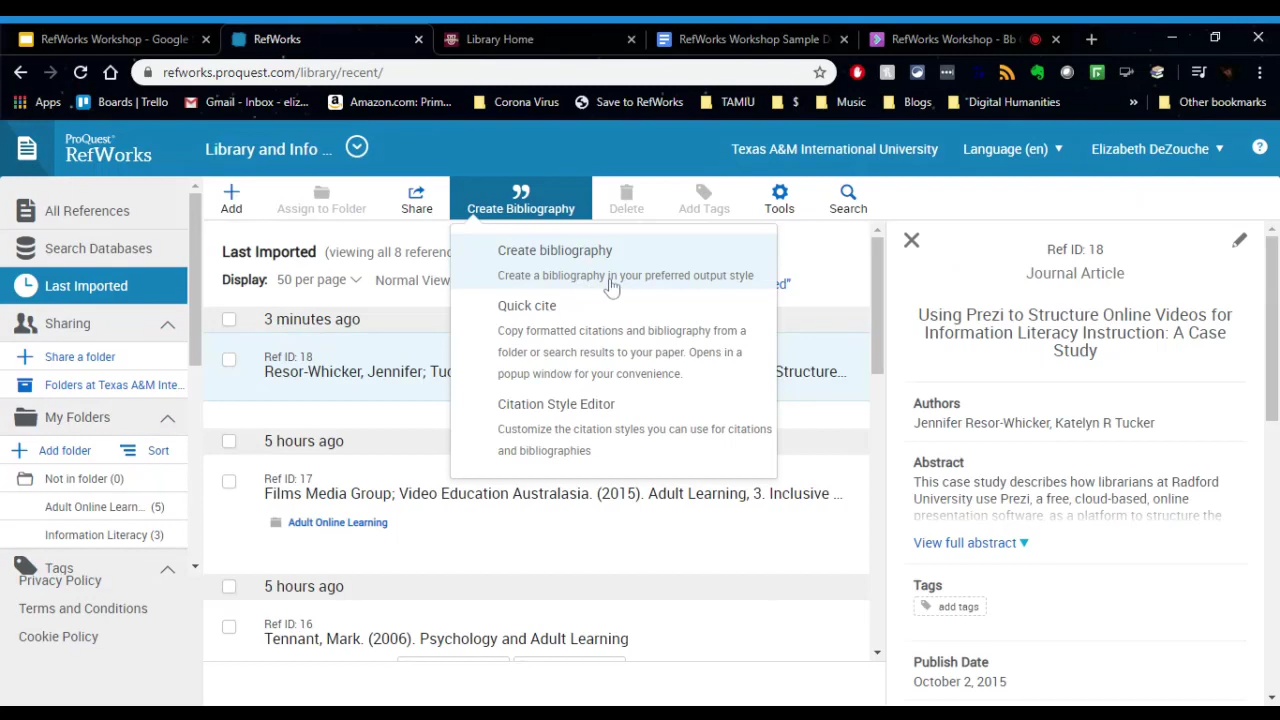 RefWorks Workshop - Google
RefWorks
Library Home
RefWorks Workshop Sample D
RefWorks Workshop - Bb
refworks.proquest.com/library/recent/
Apps
Boards | Trello
Gmail - Inbox - eliz...
Amazon.com: Prim...
Corona Virus
Save to RefWorks
TAMIU
$
Music
Blogs
"Digital Humanities
»
Other bookmarks
ProQuest®
RefWorks
Library and Info ...
Texas A&M International University
Language (en)
Elizabeth DeZouche
?
All References
Search Databases
Last Imported
Sharing
Share a folder
Folders at Texas A&M Inte...
My Folders
Add folder
Sort
Not in folder (0)
Adult Online Learn... (5)
Information Literacy (3)
Tags
Privacy Policy
Terms and Conditions
Cookie Policy
Add
Assign to Folder
Share
Create Bibliography
Delete
Add Tags
Tools
Search
Last Imported (viewing all 8 referenc
Display: 50 per page
Normal View
ed"
Create bibliography
Create a bibliography in your preferred output style
Quick cite
Copy formatted citations and bibliography from a
folder or search results to your paper. Opens in a
popup window for your convenience.
Citation Style Editor
Customize the citation styles you can use for citations
and bibliographies
3 minutes ago
Ref ID: 18
Resor-Whicker, Jennifer; Tuc
Structure...
5 hours ago
Ref ID: 17
Films Media Group; Video Education Australasia. (2015). Adult Learning, 3. Inclusive ...
Adult Online Learning
5 hours ago
Ref ID: 16
Tennant, Mark. (2006). Psychology and Adult Learning
Ref ID: 18
Journal Article
Using Prezi to Structure Online Videos for
Information Literacy Instruction: A Case
Study
Authors
Jennifer Resor-Whicker, Katelyn R Tucker
Abstract
This case study describes how librarians at Radford
University use Prezi, a free, cloud-based, online
presentation software, as a platform to structure the
View full abstract
Tags
add tags
Publish Date
October 2, 2015